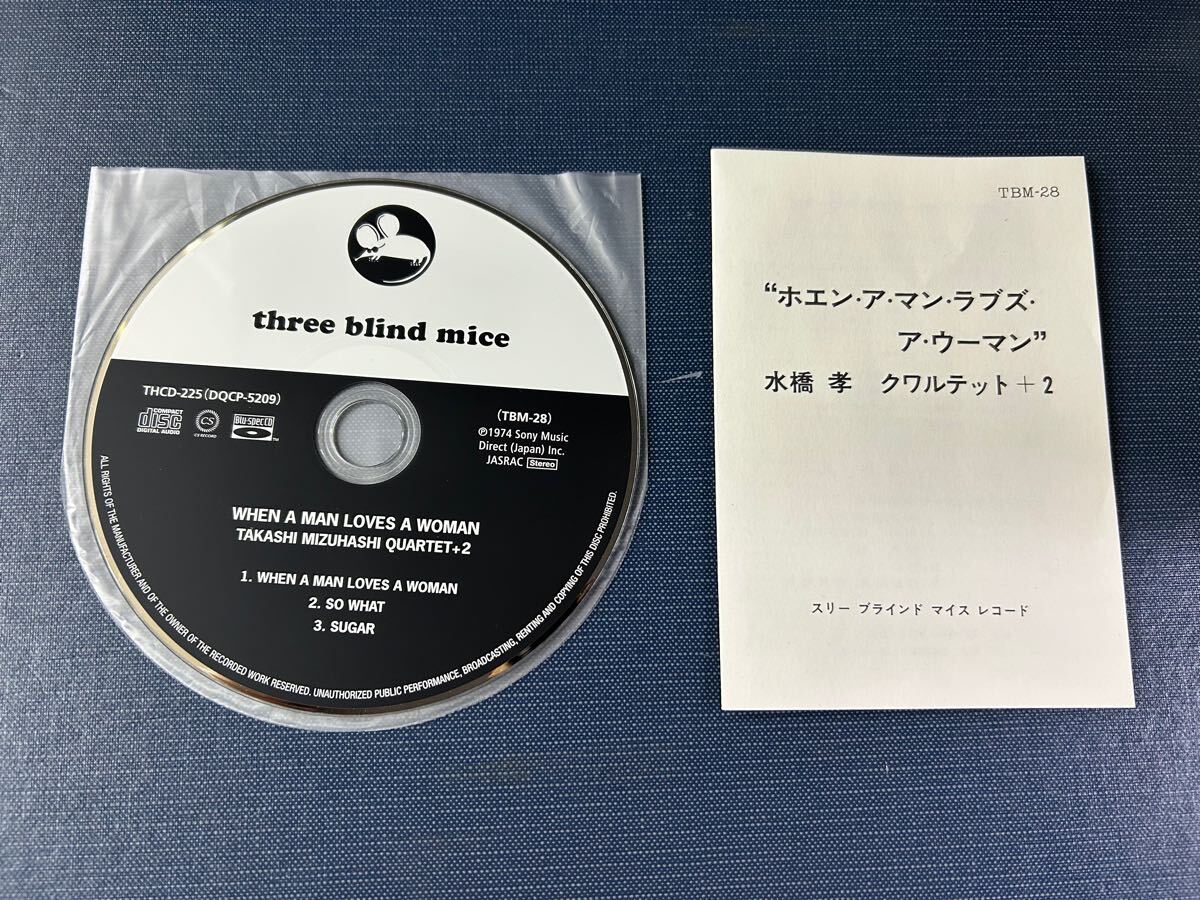 three blind mice
THCD-225(DQCP-5209)
COMPACT
disc
DIGITAL AUDIO
CS
CS RECORD
Blu-specCD
TM
(TBM-28)
℗1974 Sony Music
Direct (Japan) Inc.
JASRAC Stereo
WHEN A MAN LOVES A WOMAN
TAKASHI MIZUHASHI QUARTET+2
1. WHEN A MAN LOVES A WOMAN
2. SO WHAT
3. SUGAR
ALL RIGHTS OF THE MANUFACTURER AND OF THE OWNER OF THE RECORDED WORK RESERVED. UNAUTHORIZED PUBLIC PERFORMANCE, BROADCASTING, RENTING AND COPYING OF THIS DISC PROHIBITED.
TBM-28
“ホエン・ア・マン・ラブズ・
ア・ウーマン”
水橋 孝 クワルテット+2
スリー ブラインド マイス レコード